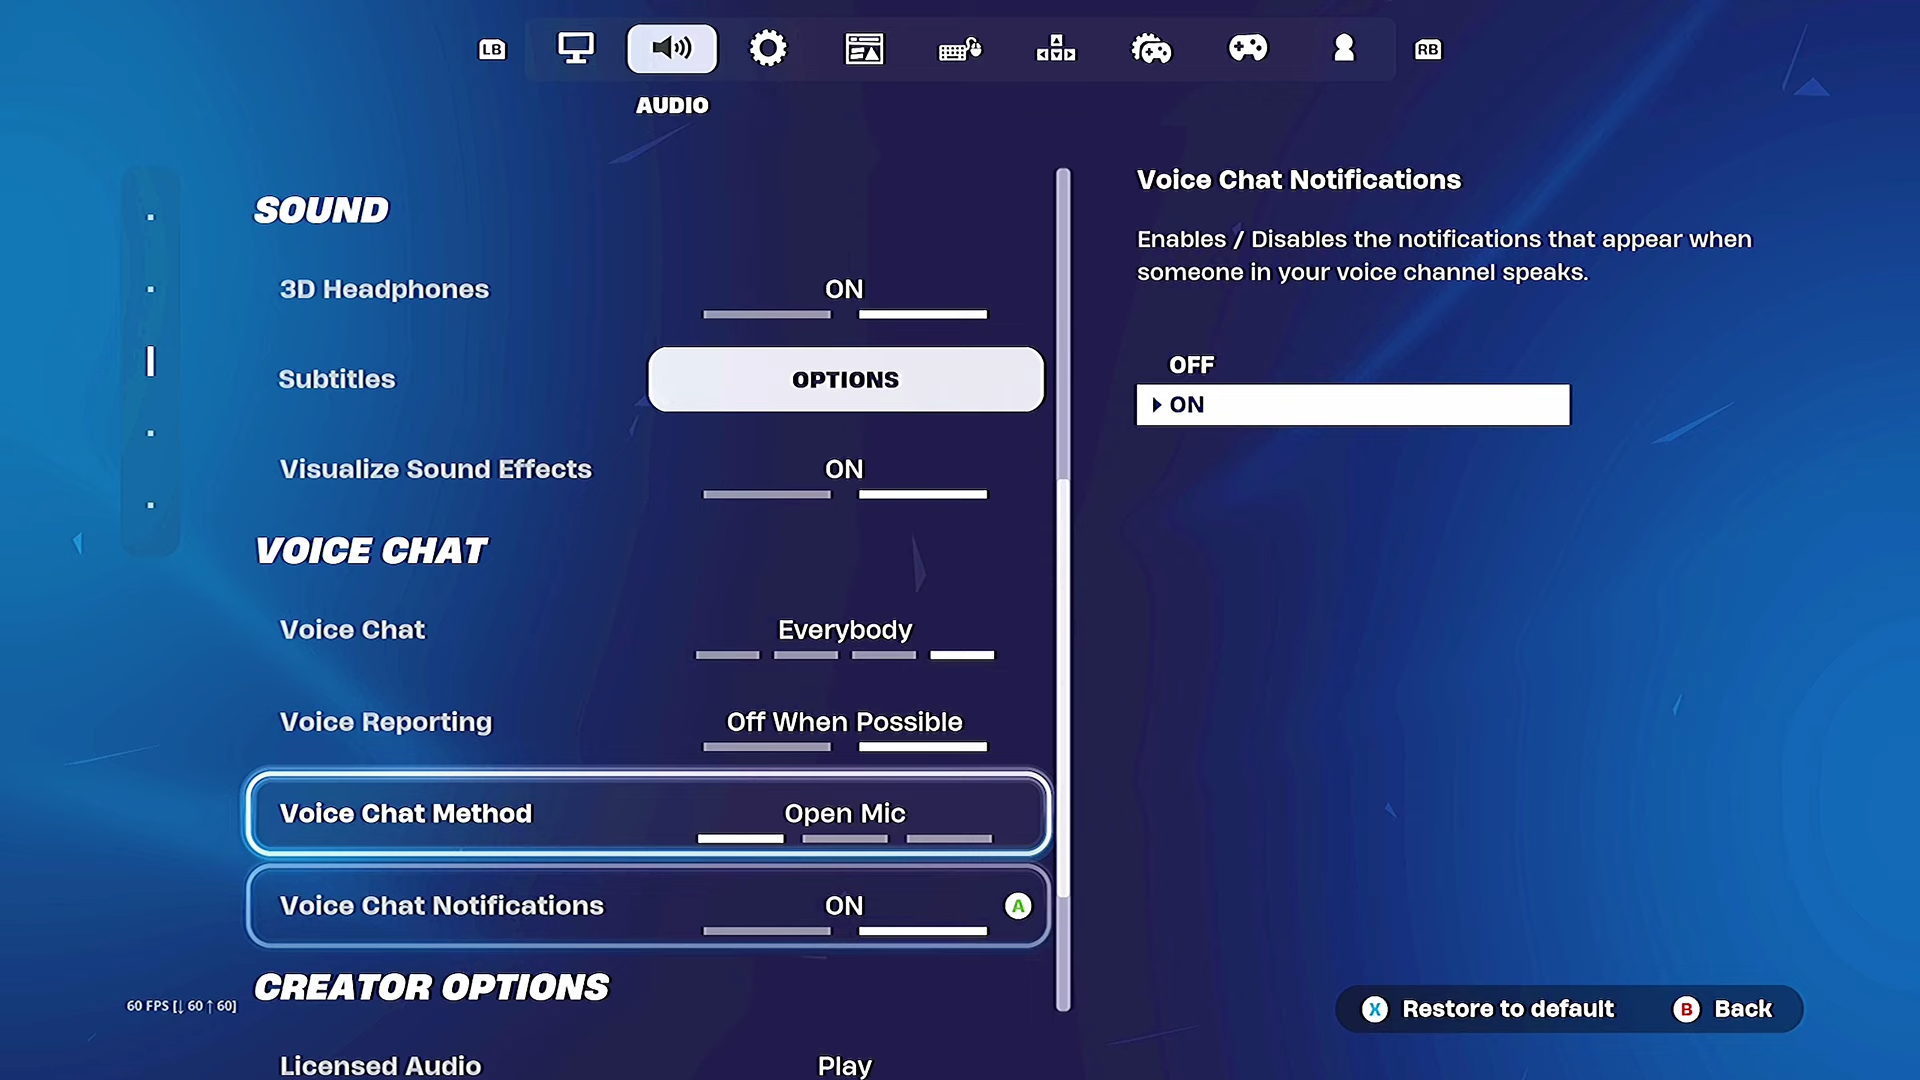 LB
RB
AUDIO
SOUND
3D Headphones
ON
Subtitles
OPTIONS
Visualize Sound Effects
ON
VOICE CHAT
Voice Chat
Everybody
Voice Reporting
Off When Possible
Voice Chat Method
Open Mic
Voice Chat Notifications
ON
A
CREATOR OPTIONS
Licensed Audio
Play
60 FPS [↓ 60 ↑ 60]
Voice Chat Notifications
Enables / Disables the notifications that appear when
someone in your voice channel speaks.
OFF
ON
X Restore to default
B Back